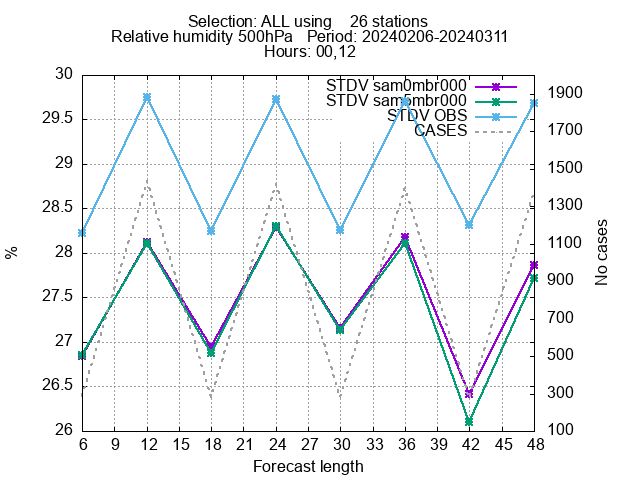 Selection: ALL using    26 stations
Relative humidity 500hPa   Period: 20240206-20240311
Hours: 00,12
30
29.5
29
28.5
28
27.5
27
26.5
26
%
STDV sam0mbr000
STDV sam6mbr000
STDV OBS
CASES
1900
1700
1500
1300
1100
900
700
500
300
100
No cases
6 9 12 15 18 21 24 27 30 33 36 39 42 45 48
Forecast length